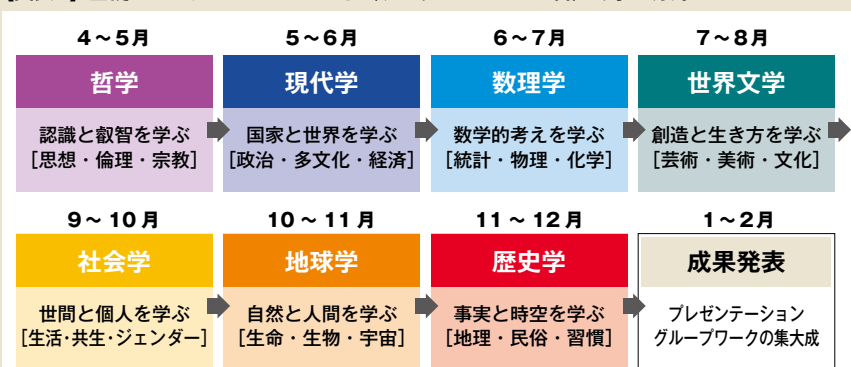 4～5月
5～6月
6～7月
7～8月
哲学
現代学
数理学
世界文学
認識と叡智を学ぶ
国家と世界を学ぶ
数学的考えを学ぶ
創造と生き方を学ぶ
［思想・倫理・宗教］
［政治・多文化・経済］
［統計・物理・化学］
［芸術・美術・文化］
9～10月
10～11月
11～12月
1～2月
社会学
地球学
歴史学
成果発表
世間と個人を学ぶ
自然と人間を学ぶ
事実と時空を学ぶ
プレゼンテーション
［生活・共生・ジェンダー］
［生命・生物・宇宙］
［地理・民俗・習慣］
グループワークの集大成